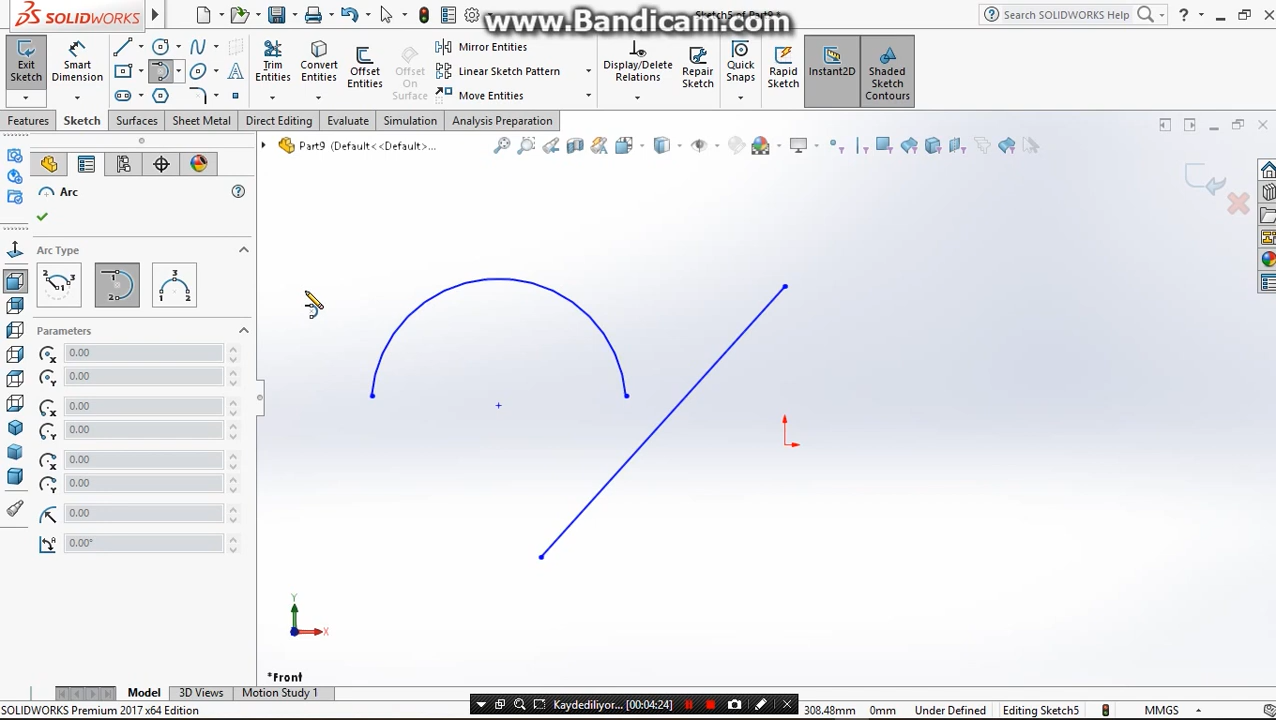 SOLIDWORKS
www.Bandicam.com
Sketch5 of Part9 *
Search SOLIDWORKS Help
?
Exit Sketch
Smart Dimension
Trim Entities
Convert Entities
Offset Entities
Offset On Surface
Mirror Entities
Linear Sketch Pattern
Move Entities
Display/Delete Relations
Repair Sketch
Quick Snaps
Rapid Sketch
Instant2D
Shaded Sketch Contours
Features
Sketch
Surfaces
Sheet Metal
Direct Editing
Evaluate
Simulation
Analysis Preparation
Part9 (Default<<Default>...
Arc
Arc Type
Parameters
0.00
0.00
0.00
0.00
0.00
0.00
0.00
0.00°
Y
X
*Front
Model
3D Views
Motion Study 1
Kaydediliyor... [00:04:24]
SOLIDWORKS Premium 2017 x64 Edition
308.48mm
0mm
Under Defined
Editing Sketch5
MMGS